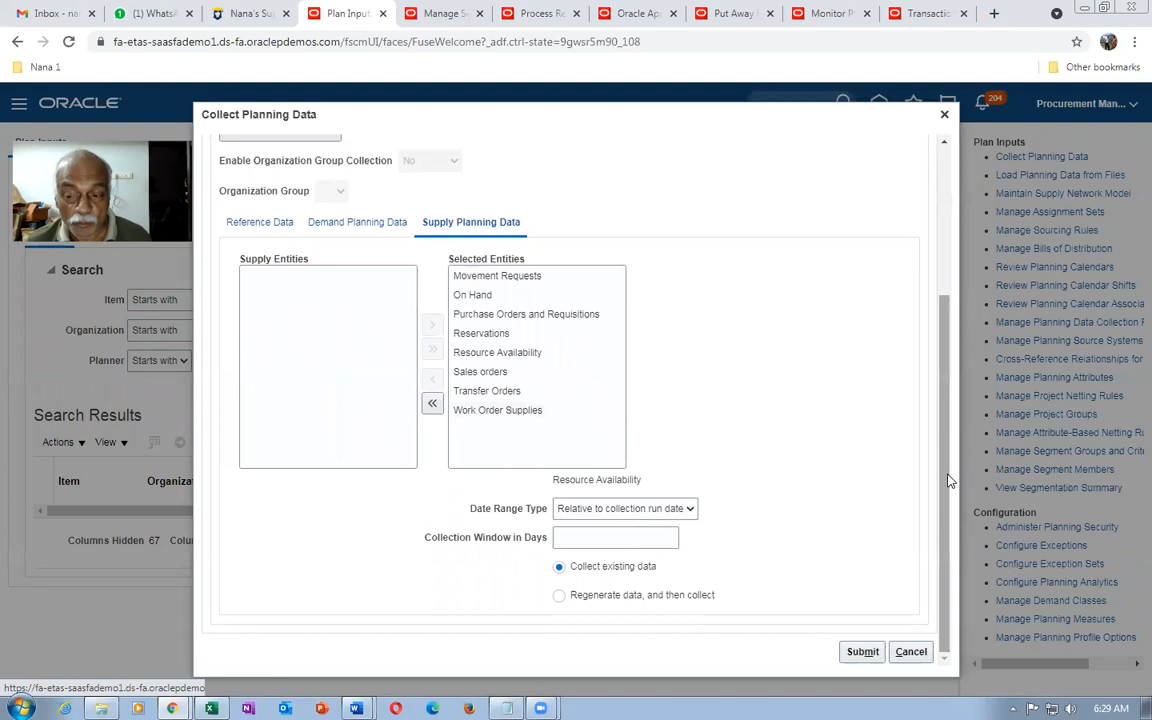 Inbox - na
(1) WhatsA
Nana's Su
Plan Input
Manage S
Process Re
Oracle Ap
Put Away
Monitor P
Transactio
fa-etas-saasfademo1.ds-fa.oraclepdemos.com/fscmUI/faces/FuseWelcome?_adf.ctrl-state=9gwsr5m90_108
Nana 1
Other bookmarks
ORACLE
204
Procurement Man...
Collect Planning Data
Enable Organization Group Collection No
Organization Group
Reference Data Demand Planning Data Supply Planning Data
Supply Entities
Selected Entities
Movement Requests
On Hand
Purchase Orders and Requisitions
Reservations
Resource Availability
Sales orders
Transfer Orders
Work Order Supplies
Resource Availability
Date Range Type Relative to collection run date
Collection Window in Days
Collect existing data
Regenerate data, and then collect
Submit Cancel
Search
Item Starts with
Organization Starts with
Planner Starts with
Search Results
Actions View
Item Organiza
Columns Hidden 67 Colu
Plan Inputs
Collect Planning Data
Load Planning Data from Files
Maintain Supply Network Model
Manage Assignment Sets
Manage Sourcing Rules
Manage Bills of Distribution
Review Planning Calendars
Review Planning Calendar Shifts
Review Planning Calendar Associa
Manage Planning Data Collection F
Manage Planning Source Systems
Cross-Reference Relationships for
Manage Planning Attributes
Manage Project Netting Rules
Manage Project Groups
Manage Attribute-Based Netting Ru
Manage Segment Groups and Crite
Manage Segment Members
View Segmentation Summary
Configuration
Administer Planning Security
Configure Exceptions
Configure Exception Sets
Configure Planning Analytics
Manage Demand Classes
Manage Planning Measures
Manage Planning Profile Options
https://fa-etas-saasfademo1.ds-fa.oraclepdemo
6:29 AM